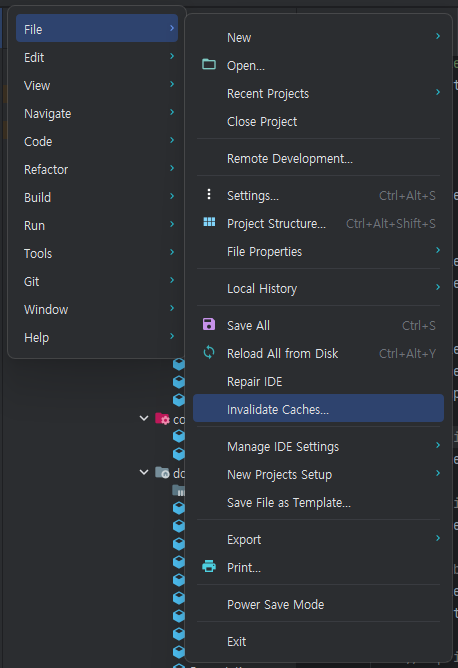 File
Edit
View
Navigate
Code
Refactor
Build
Run
Tools
Git
Window
Help
New
Open...
Recent Projects
Close Project
Remote Development...
Settings... Ctrl+Alt+S
Project Structure... Ctrl+Alt+Shift+S
File Properties
Local History
Save All Ctrl+S
Reload All from Disk Ctrl+Alt+Y
Repair IDE
Invalidate Caches...
Manage IDE Settings
New Projects Setup
Save File as Template...
Export
Print...
Power Save Mode
Exit
co